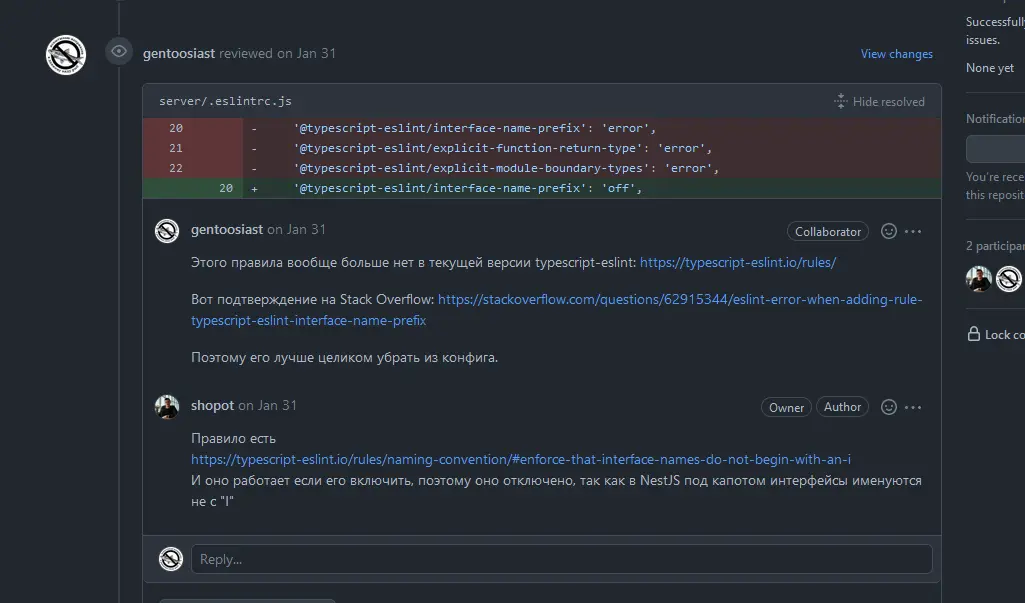 Successfully
issues.
gentoosiast reviewed on Jan 31
View changes
None yet
server/.eslintrc.js
Hide resolved
Notification
20 - '@typescript-eslint/interface-name-prefix': 'error',
21 - '@typescript-eslint/explicit-function-return-type': 'error',
22 - '@typescript-eslint/explicit-module-boundary-types': 'error',
20 + '@typescript-eslint/interface-name-prefix': 'off',
You're rece
this reposit
gentoosiast on Jan 31
Collaborator
2 participan
Этого правила вообще больше нет в текущей версии typescript-eslint: https://typescript-eslint.io/rules/
Вот подтверждение на Stack Overflow: https://stackoverflow.com/questions/62915344/eslint-error-when-adding-rule-
typescript-eslint-interface-name-prefix
Lock co
Поэтому его лучше целиком убрать из конфига.
shopot on Jan 31
Owner
Author
Правило есть
https://typescript-eslint.io/rules/naming-convention/#enforce-that-interface-names-do-not-begin-with-an-i
И оно работает если его включить, поэтому оно отключено, так как в NestJS под капотом интерфейсы именуются
не с "I"
Reply...